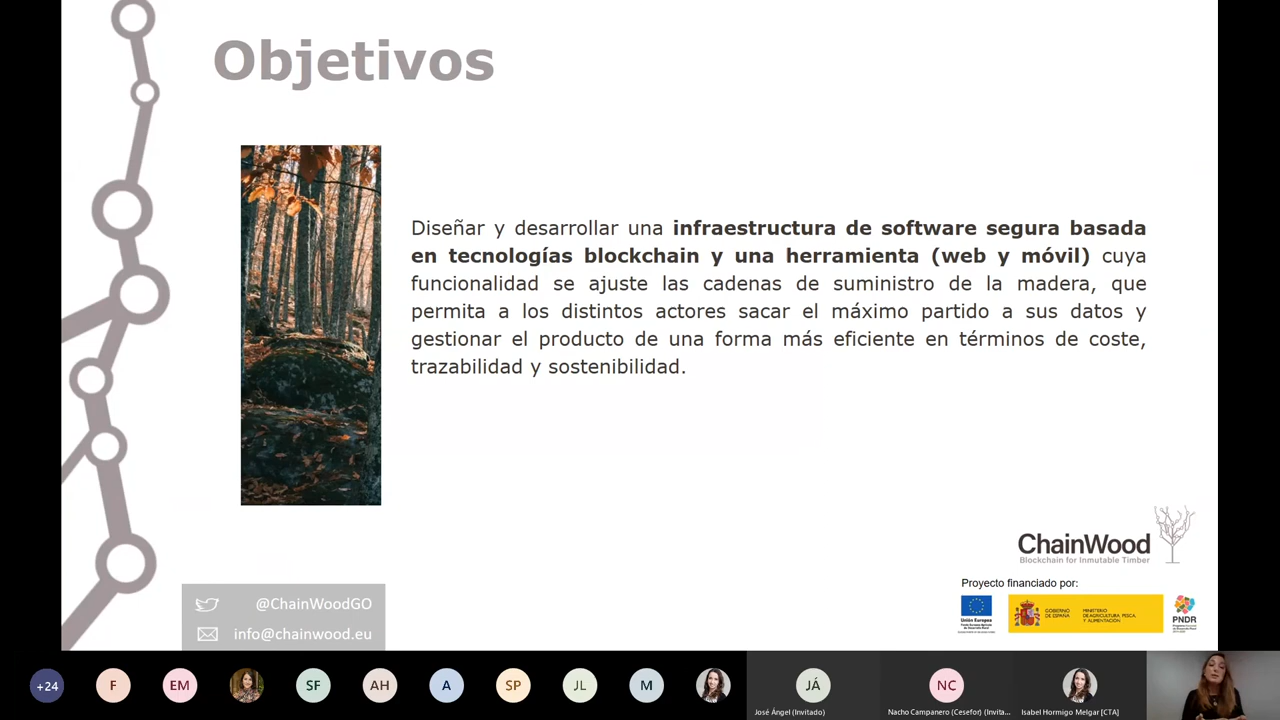 Objetivos
Diseñar y desarrollar una infraestructura de software segura basada
en tecnologías blockchain y una herramienta (web y móvil) cuya
funcionalidad se ajuste las cadenas de suministro de la madera, que
permita a los distintos actores sacar el máximo partido a sus datos y
gestionar el producto de una forma más eficiente en términos de coste,
trazabilidad y sostenibilidad.
ChainWood
Blockchain for Inmutable Timber
Proyecto financiado por:
Unión Europea
GOBIERNO
DE ESPAÑA
MINISTERIO
DE AGRICULTURA, PESCA,
Y ALIMENTACIÓN
PNDR
@ChainWoodGO
info@chainwood.eu
+24
F
EM
SF
AH
A
SP
JL
M
JÁ
NC
José Ángel (Invitado)
Nacho Campanero (Cesefor) (Invita...
Isabel Hormigo Melgar [CTA]